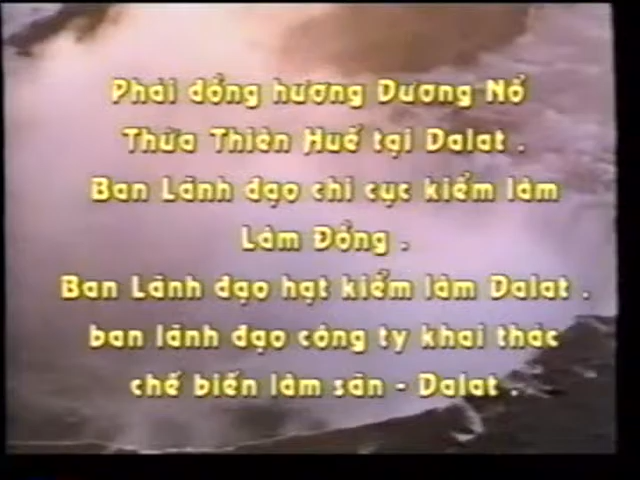 Phái đồng hương Dương Nổ
Thừa Thiên Huế tại Dalat .
Ban Lãnh đạo chi cục kiểm lâm
Lâm Đồng .
Ban Lãnh đạo hạt kiểm lâm Dalat .
ban lãnh đạo công ty khai thác
chế biến lâm sản - Dalat .